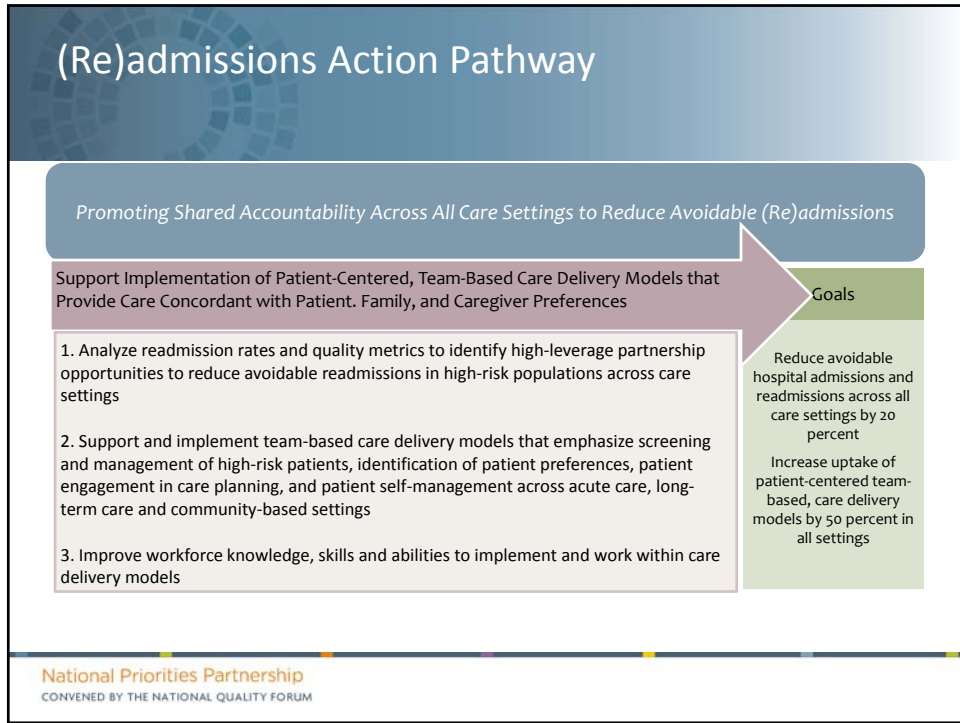 (Re)admissions Action Pathway
Promoting Shared Accountability Across All Care Settings to Reduce Avoidable (Re)admissions
Support Implementation of Patient-Centered, Team-Based Care Delivery Models that
Provide Care Concordant with Patient. Family, and Caregiver Preferences
1. Analyze readmission rates and quality metrics to identify high-leverage partnership
opportunities to reduce avoidable readmissions in high-risk populations across care
settings
2. Support and implement team-based care delivery models that emphasize screening
and management of high-risk patients, identification of patient preferences, patient
engagement in care planning, and patient self-management across acute care, long-
term care and community-based settings
3. Improve workforce knowledge, skills and abilities to implement and work within care
delivery models
Goals
Reduce avoidable
hospital admissions and
readmissions across all
care settings by 20
percent
Increase uptake of
patient-centered team-
based, care delivery
models by 50 percent in
all settings
National Priorities Partnership
CONVENED BY THE NATIONAL QUALITY FORUM